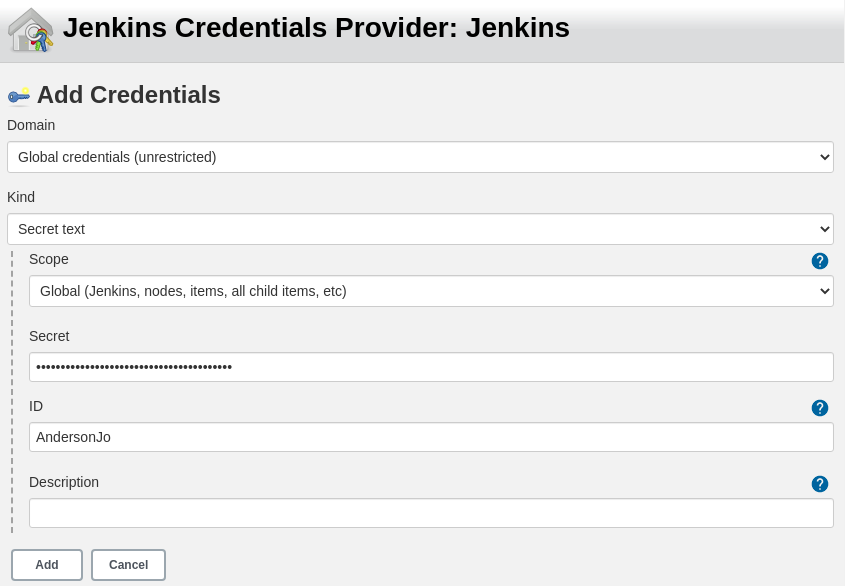 Jenkins Credentials Provider: Jenkins
Add Credentials
Domain
Global credentials (unrestricted)
Kind
Secret text
Scope
Global (Jenkins, nodes, items, all child items, etc)
Secret
••••••••••••••••••••••••••••••••••••••••
ID
AndersonJo
Description
Add Cancel